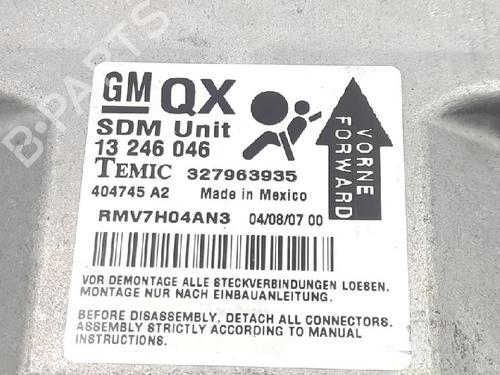 B-PARTS
GM QX
SDM Unit
13 246 046
TEMIC 327963935
404745 A2 Made in Mexico
RMV7H04AN3 04/08/07 00
VORNE
FORWARD
VOR DEMONTAGE ALLE STECKVERBINDUNGEN LOESEN.
MONTAGE NUR NACH EINBAUANLEITUNG.
BEFORE DISASSEMBLY, DETACH ALL CONNECTORS.
ASSEMBLY STRICTLY ACCORDING TO MANUAL
INSTRUCTIONS.